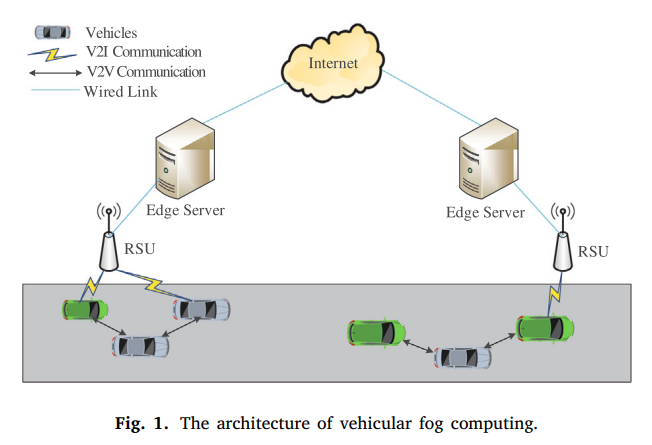 Vehicles
V2I Communication
V2V Communication
Wired Link
Internet
Edge Server
Edge Server
RSU
RSU
Fig. 1. The architecture of vehicular fog computing.